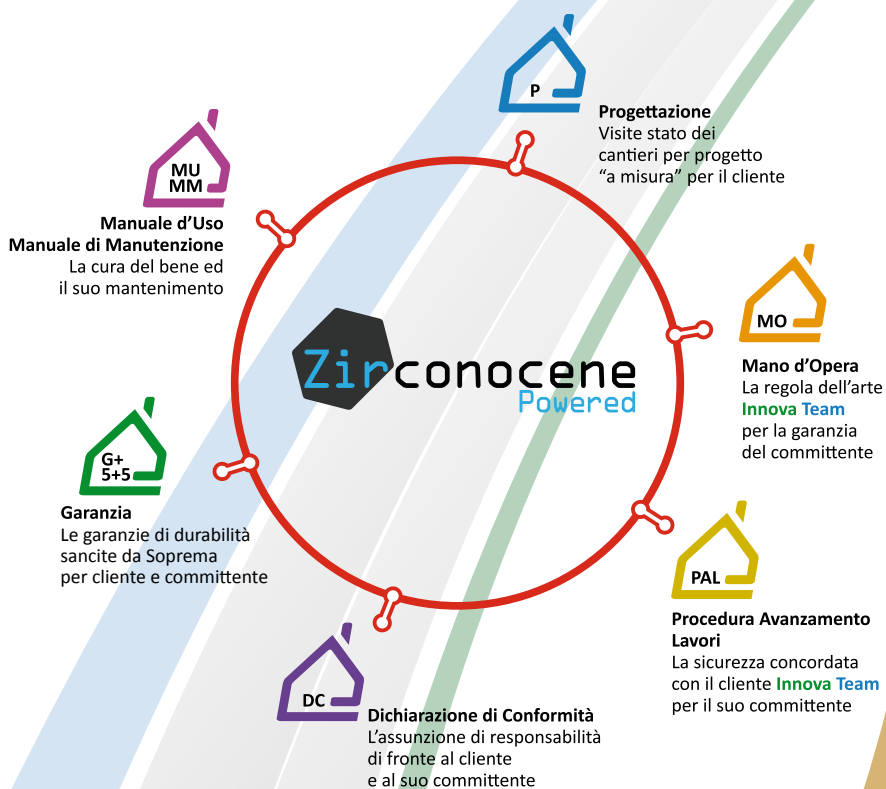 P
Progettazione
Visite stato dei
cantieri per progetto
“a misura” per il cliente
MO
Mano d’Opera
La regola dell’arte
Innova Team
per la garanzia
del committente
PAL
Procedura Avanzamento
Lavori
La sicurezza concordata
con il cliente Innova Team
per il suo committente
DC
Dichiarazione di Conformità
L’assunzione di responsabilità
di fronte al cliente
e al suo committente
G+
5+5
Garanzia
Le garanzie di durabilità
sancite da Soprema
per cliente e committente
MU
MM
Manuale d’Uso
Manuale di Manutenzione
La cura del bene ed
il suo mantenimento
Zirconocene
Powered